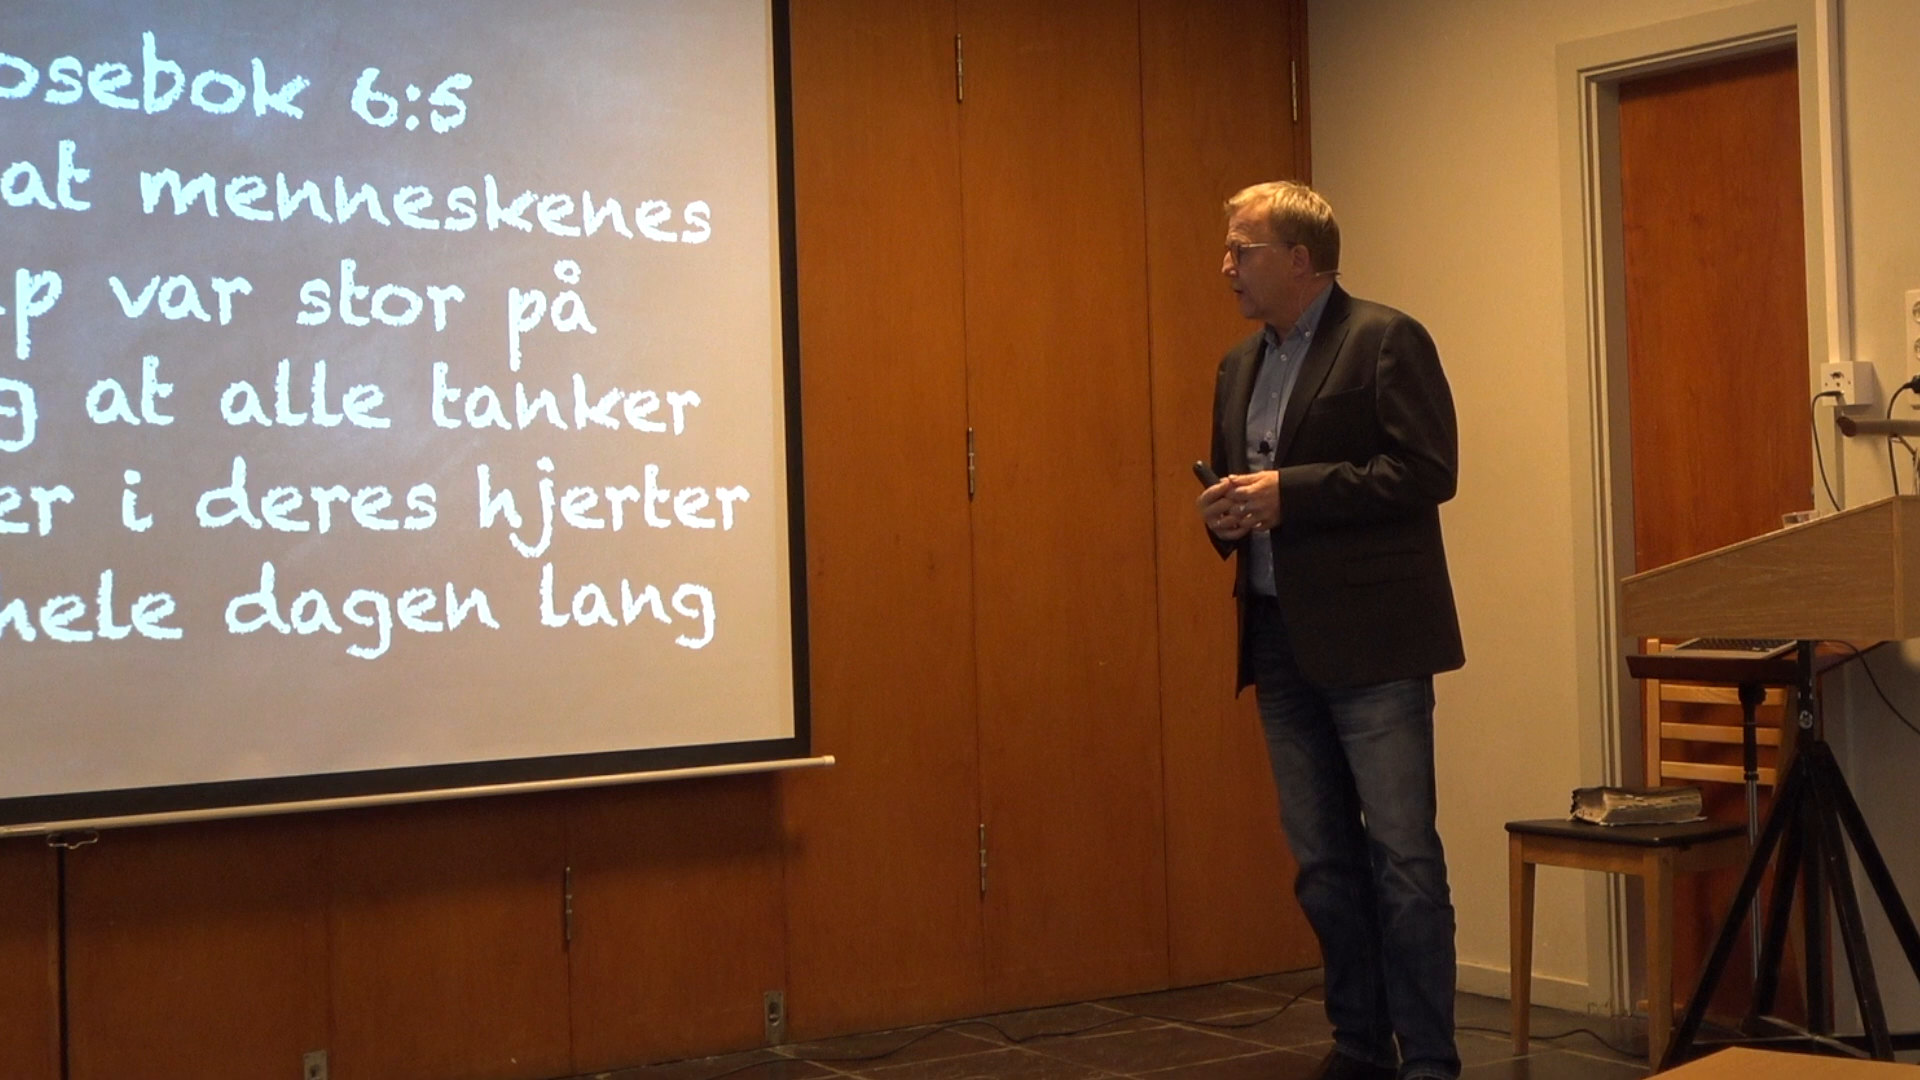 osebok 6:5
at menneskenes
p var stor på
g at alle tanker
er i deres hjerter
hele dagen lang